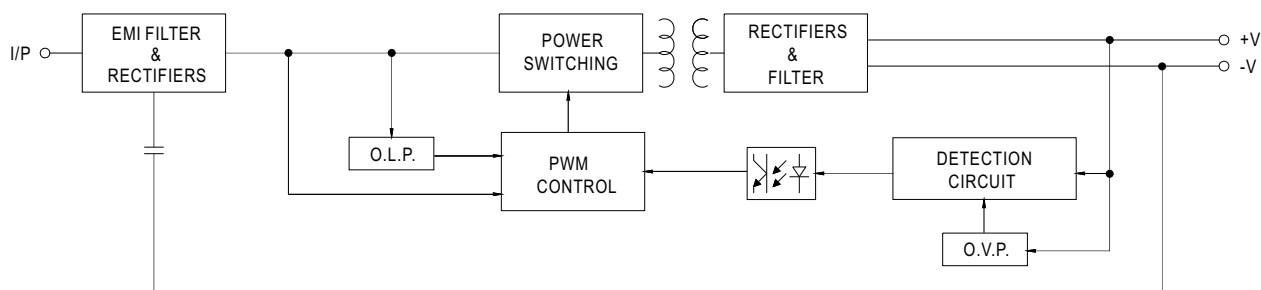 I/P
EMI FILTER
&
RECTIFIERS
POWER
SWITCHING
RECTIFIERS
&
FILTER
+V
-V
O.L.P.
PWM
CONTROL
DETECTION
CIRCUIT
O.V.P.